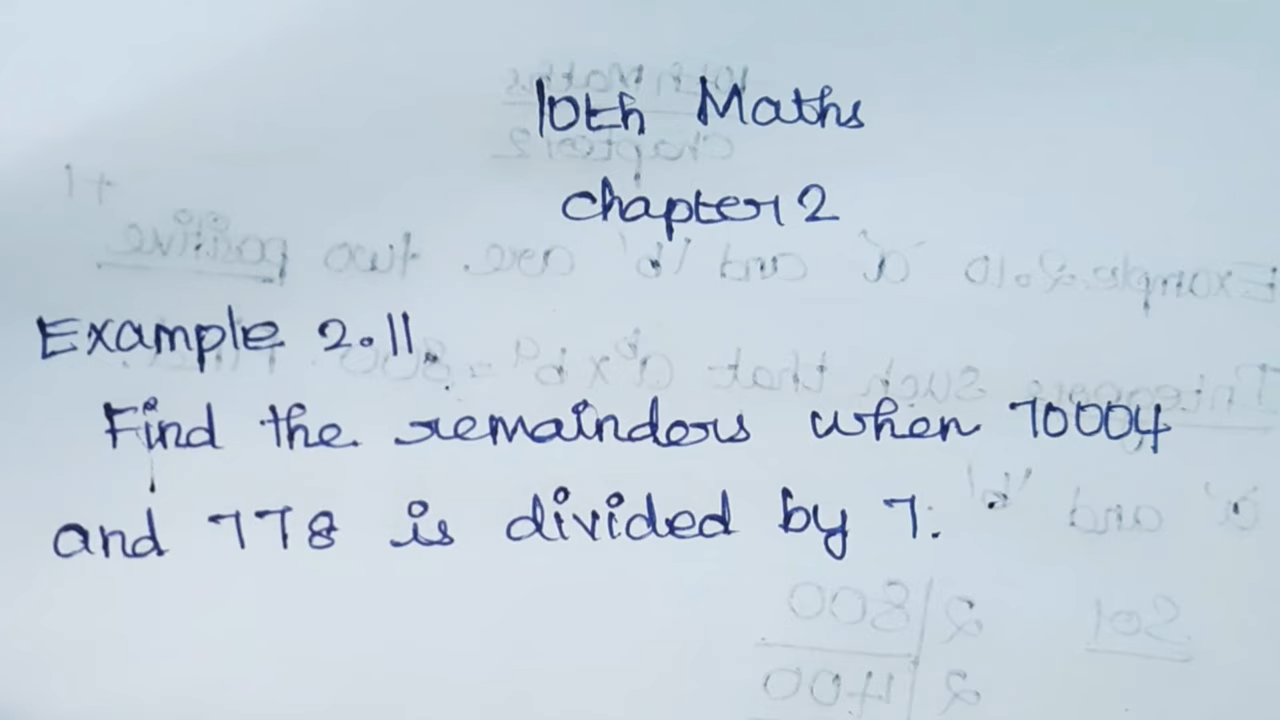 10th Maths
Chapter 2
Example 2.11.
Find the remainders when 70004
and 778 is divided by 7.